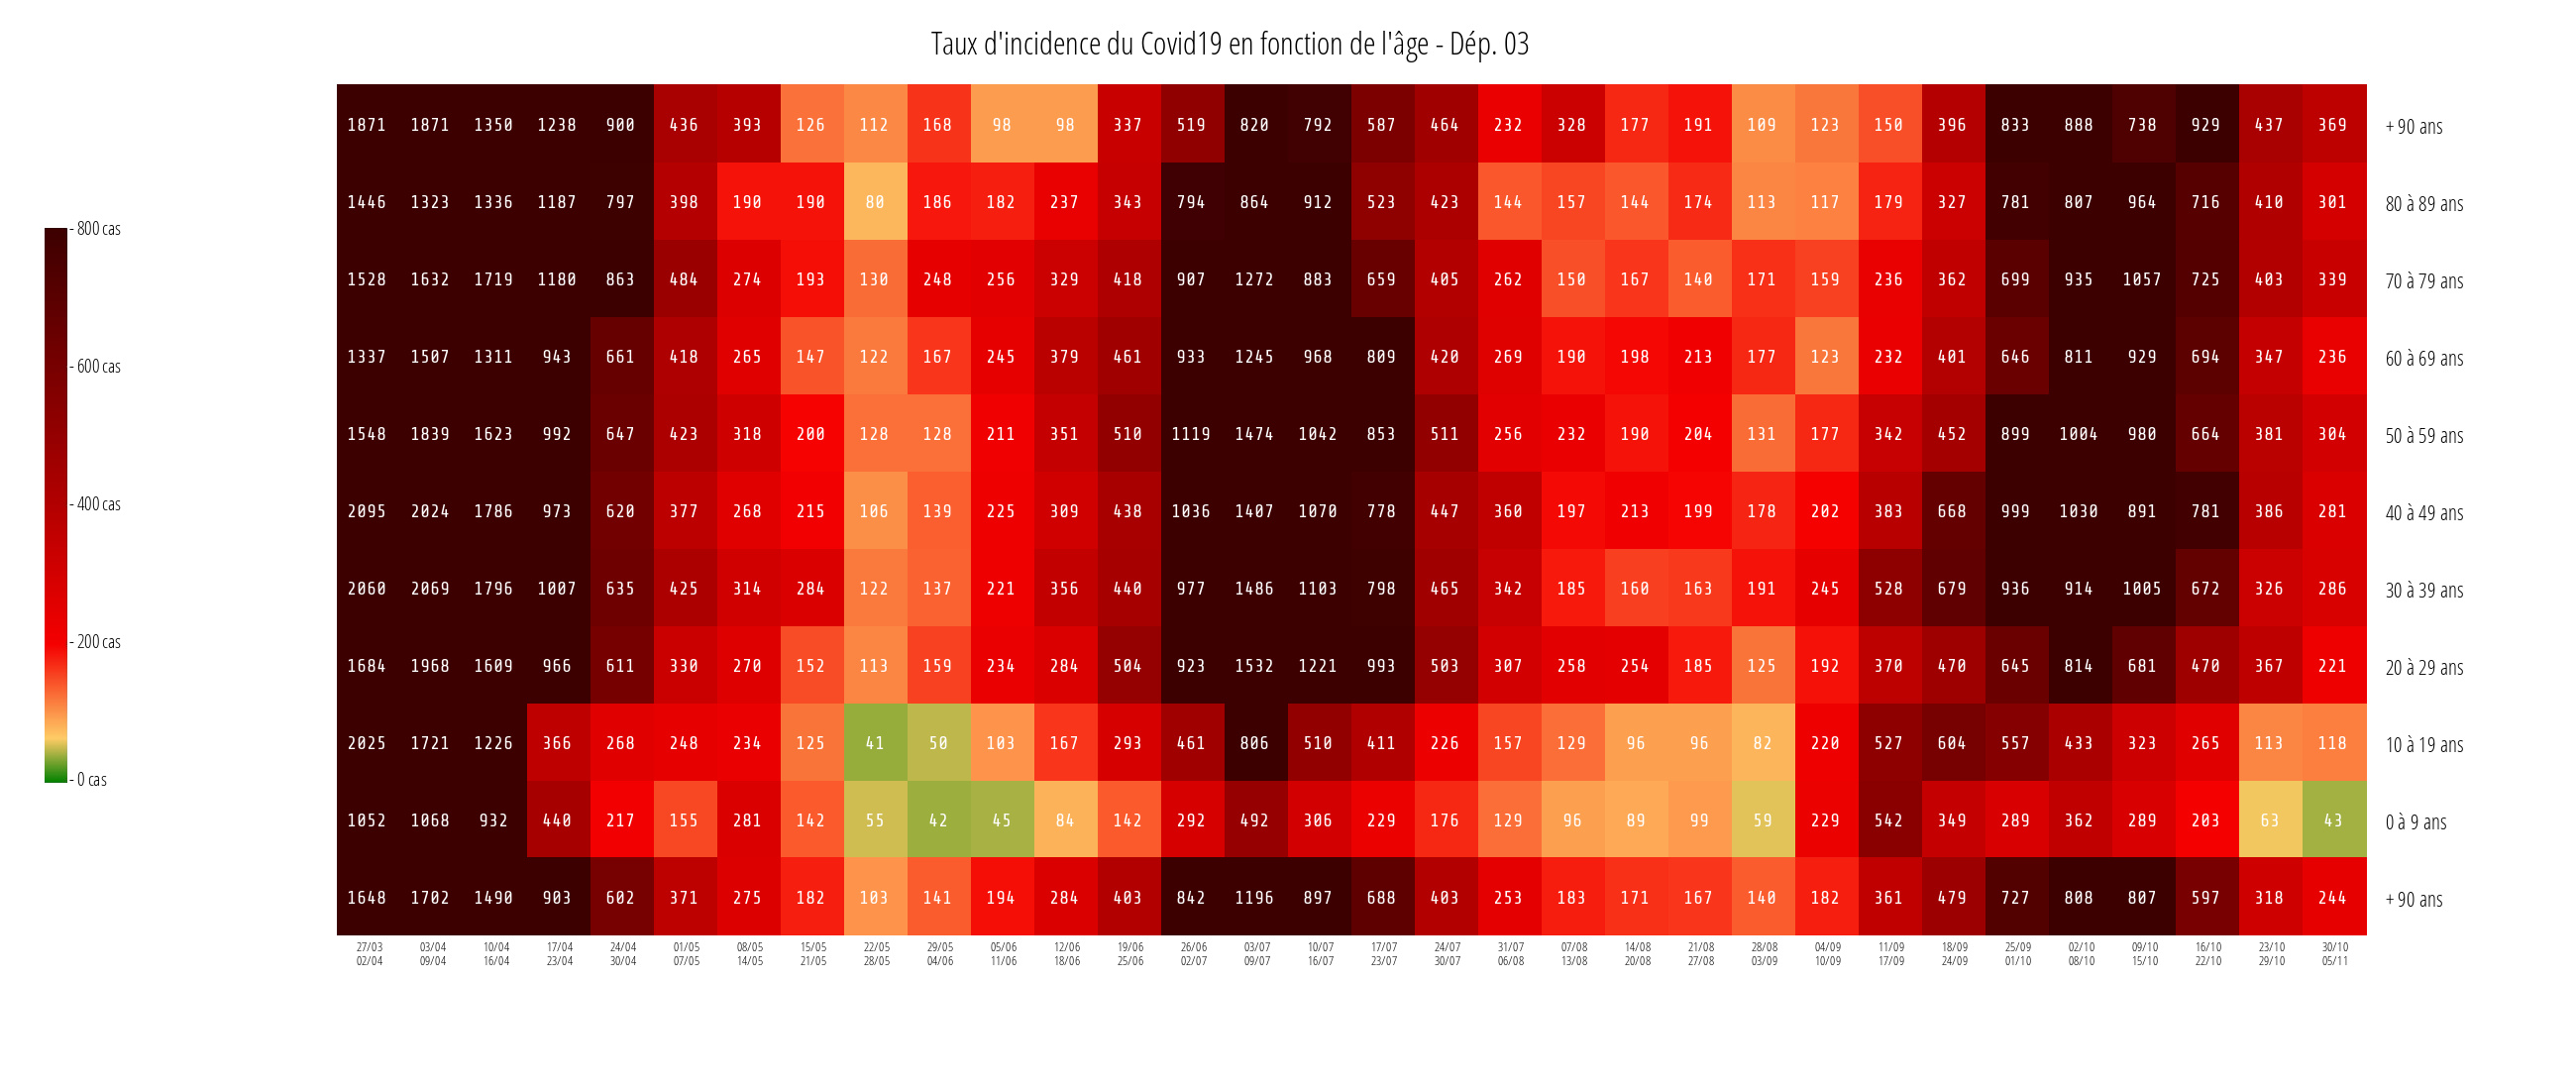 Taux d'incidence du Covid19 en fonction de l'âge - Dép. 03
- 800 cas
- 600 cas
- 400 cas
- 200 cas
- 0 cas
1871 1871 1350 1238 900 436 393 126 112 168 98 98 337 519 820 792 587 464 232 328 177 191 109 123 150 396 833 888 738 929 437 369 + 90 ans
1446 1323 1336 1187 797 398 190 190 80 186 182 237 343 794 864 912 523 423 144 157 144 174 113 117 179 327 781 807 964 716 410 301 80 à 89 ans
1528 1632 1719 1180 863 484 274 193 130 248 256 329 418 907 1272 883 659 405 262 150 167 140 171 159 236 362 699 935 1057 725 403 339 70 à 79 ans
1337 1507 1311 943 661 418 265 147 122 167 245 379 461 933 1245 968 809 420 269 190 198 213 177 123 232 401 646 811 929 694 347 236 60 à 69 ans
1548 1839 1623 992 647 423 318 200 128 128 211 351 510 1119 1474 1042 853 511 256 232 190 204 131 177 342 452 899 1004 980 664 381 304 50 à 59 ans
2095 2024 1786 973 620 377 268 215 106 139 225 309 438 1036 1407 1070 778 447 360 197 213 199 178 202 383 668 999 1030 891 781 386 281 40 à 49 ans
2060 2069 1796 1007 635 425 314 284 122 137 221 356 440 977 1486 1103 798 465 342 185 160 163 191 245 528 679 936 914 1005 672 326 286 30 à 39 ans
1684 1968 1609 966 611 330 270 152 113 159 234 284 504 923 1532 1221 993 503 307 258 254 185 125 192 370 470 645 814 681 470 367 221 20 à 29 ans
2025 1721 1226 366 268 248 234 125 41 50 103 167 293 461 806 510 411 226 157 129 96 96 82 220 527 604 557 433 323 265 113 118 10 à 19 ans
1052 1068 932 440 217 155 281 142 55 42 45 84 142 292 492 306 229 176 129 96 89 99 59 229 542 349 289 362 289 203 63 43 0 à 9 ans
1648 1702 1490 903 602 371 275 182 103 141 194 284 403 842 1196 897 688 403 253 183 171 167 140 182 361 479 727 808 807 597 318 244 + 90 ans
27/03 03/04 10/04 17/04 24/04 01/05 08/05 15/05 22/05 29/05 05/06 12/06 19/06 26/06 03/07 10/07 17/07 24/07 31/07 07/08 14/08 21/08 28/08 04/09 11/09 18/09 25/09 02/10 09/10 16/10 23/10 30/10
02/04 09/04 16/04 23/04 30/04 07/05 14/05 21/05 28/05 04/06 11/06 18/06 25/06 02/07 09/07 16/07 23/07 30/07 06/08 13/08 20/08 27/08 03/09 10/09 17/09 24/09 01/10 08/10 15/10 22/10 29/10 05/11